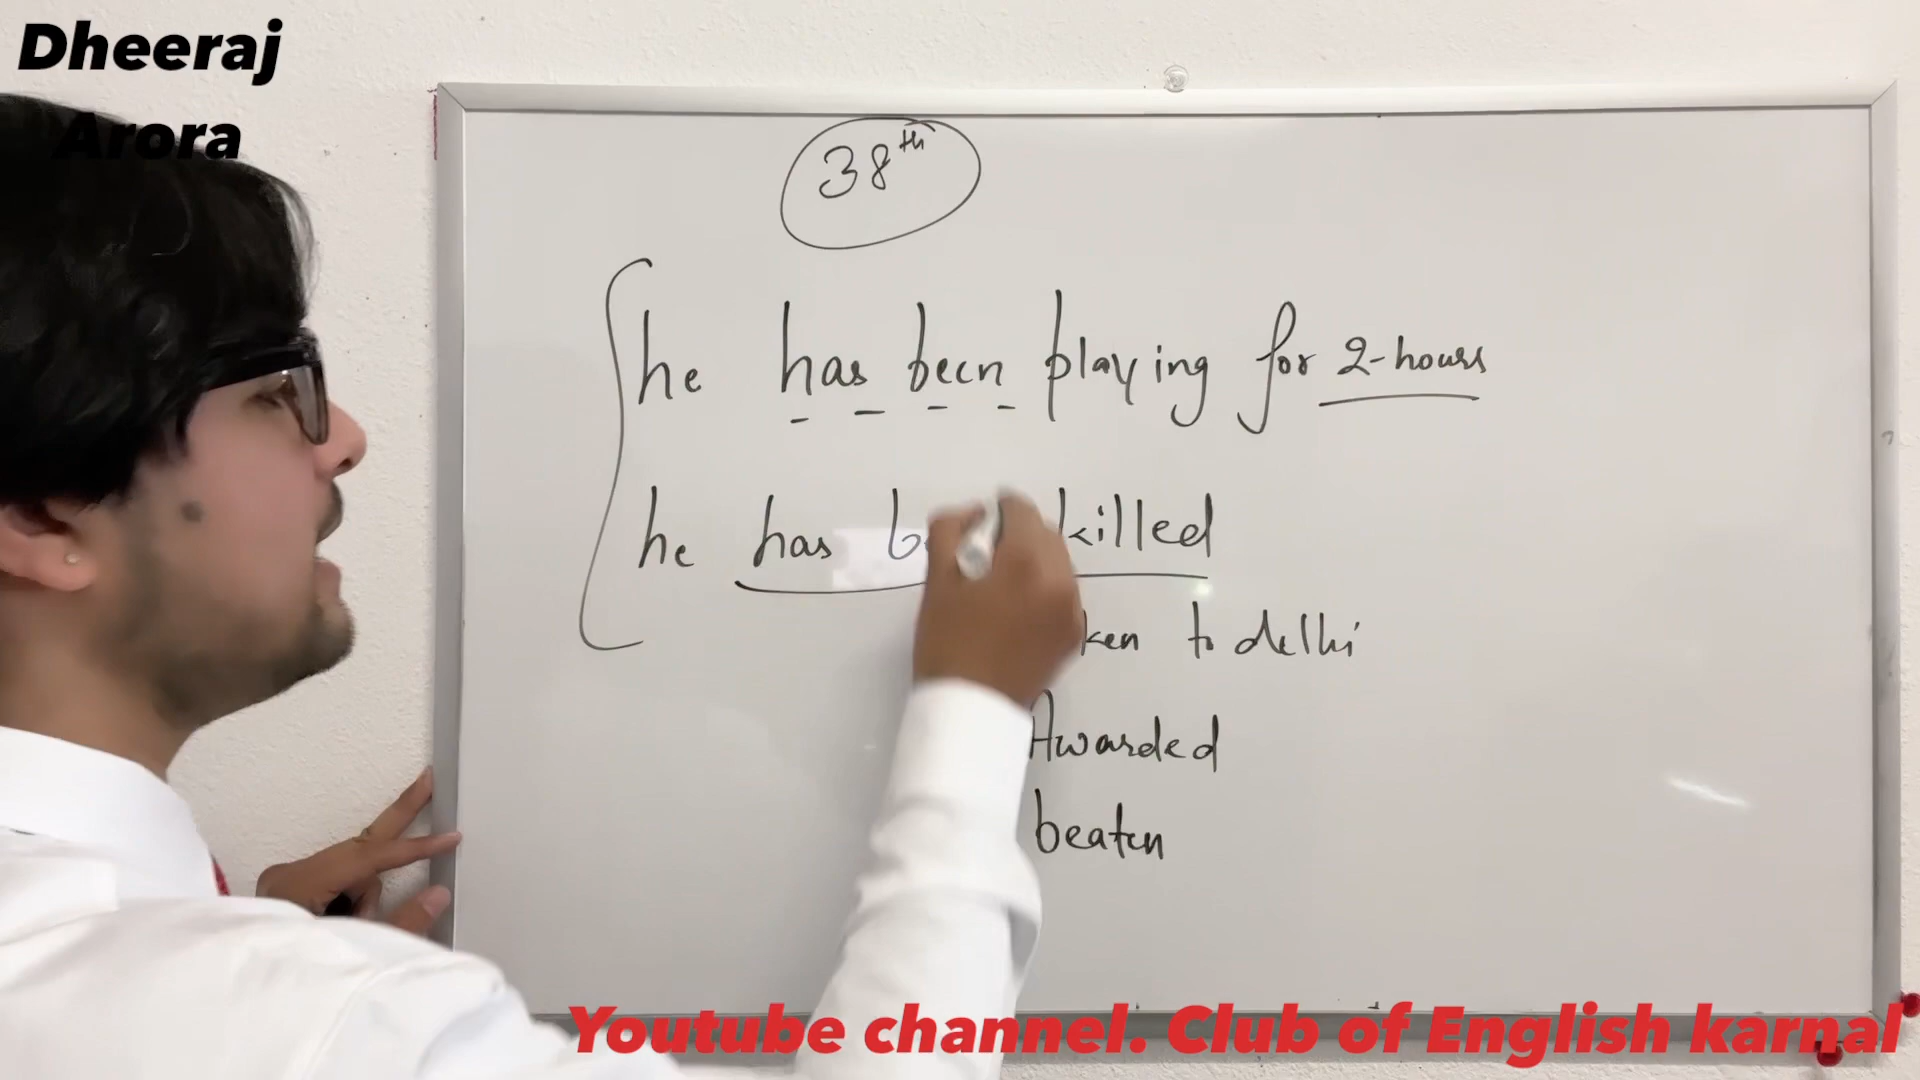 Dheeraj
Arora
38th
he has been playing for 2-hours
he has killed
to delhi
Awarded
beaten
Youtube channel. Club of English karnal